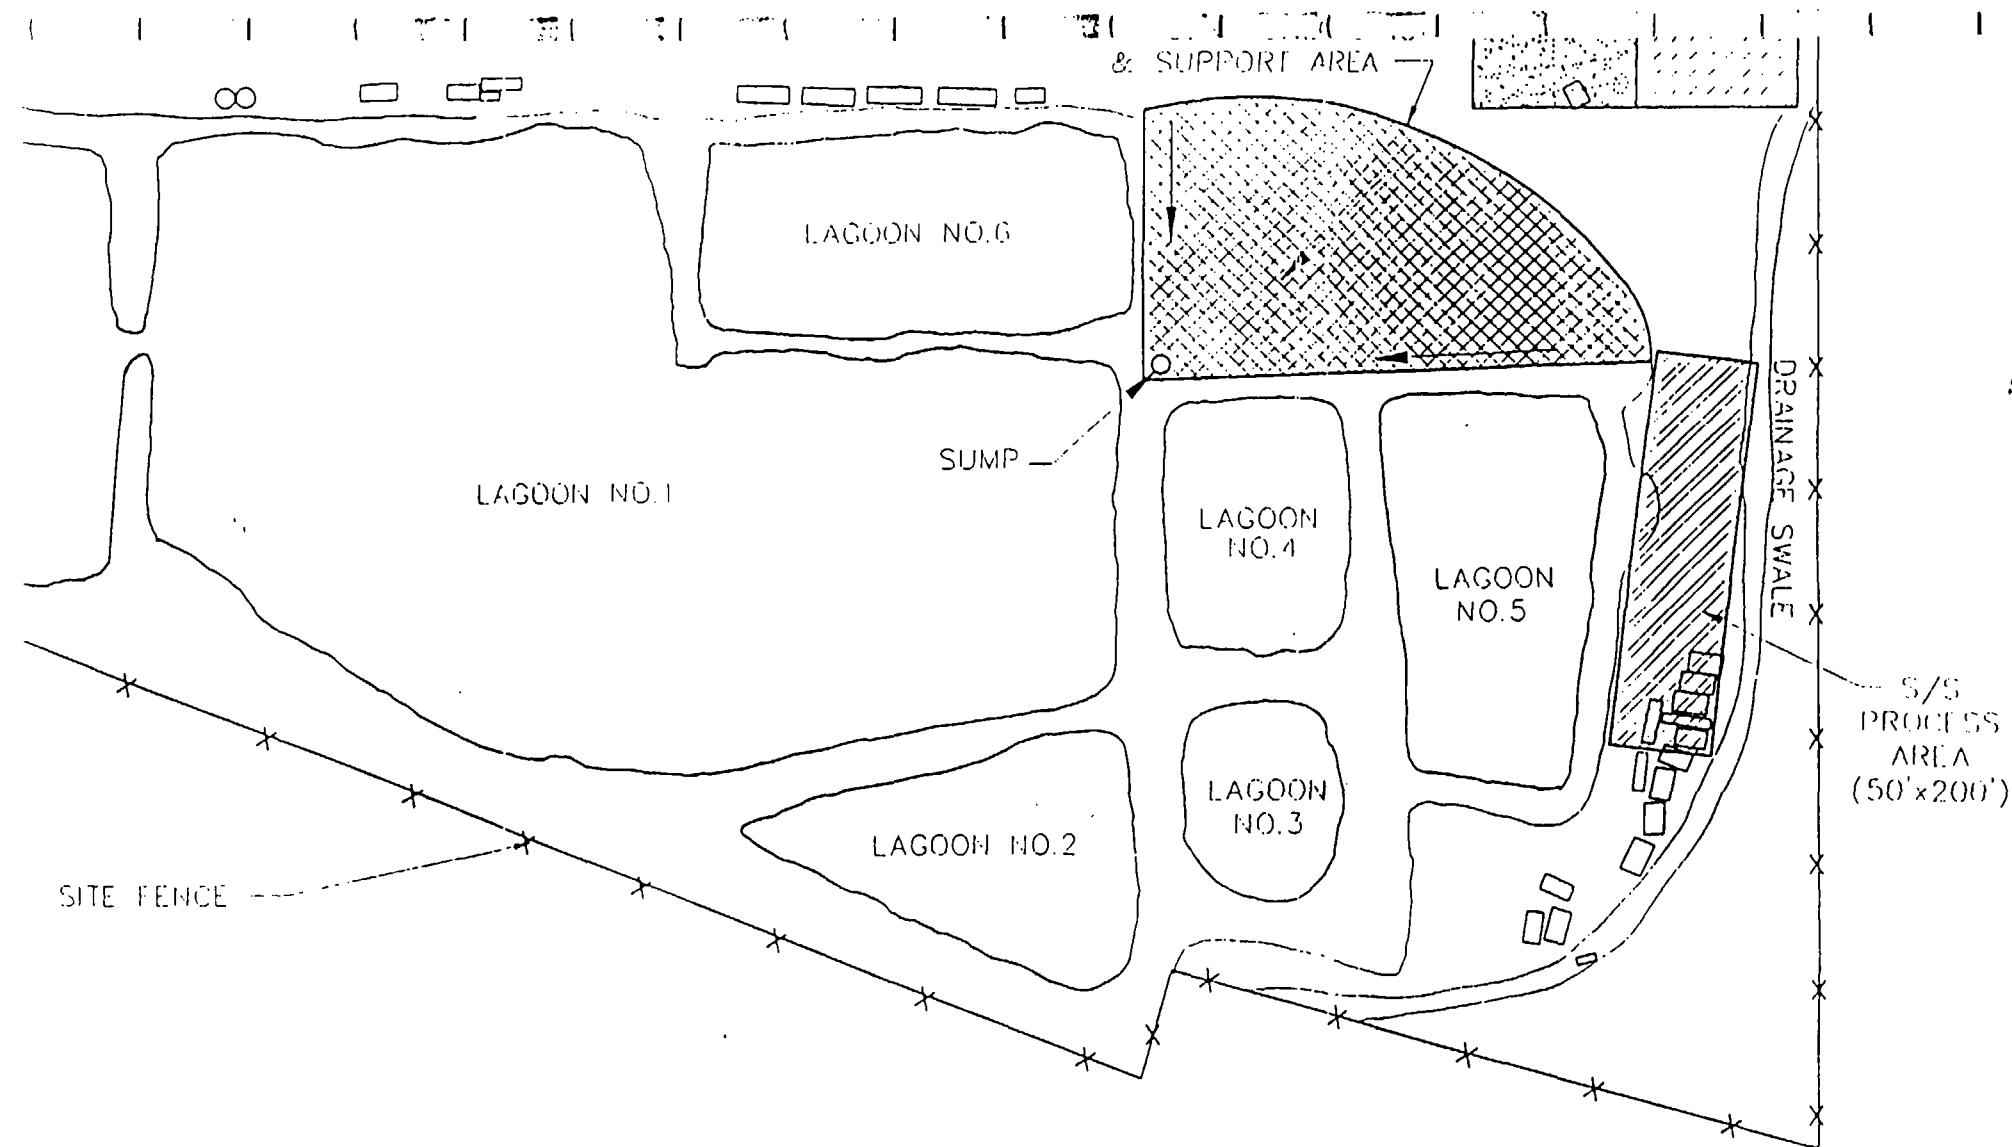 & SUPPORT AREA
LAGOON NO.6
DRAINAGE SWALE
SUMP
LAGOON NO.1
LAGOON
NO.4
LAGOON
NO.5
S/S
PROCESS
AREA
(50'x200')
LAGOON
NO.3
LAGOON NO.2
SITE FENCE